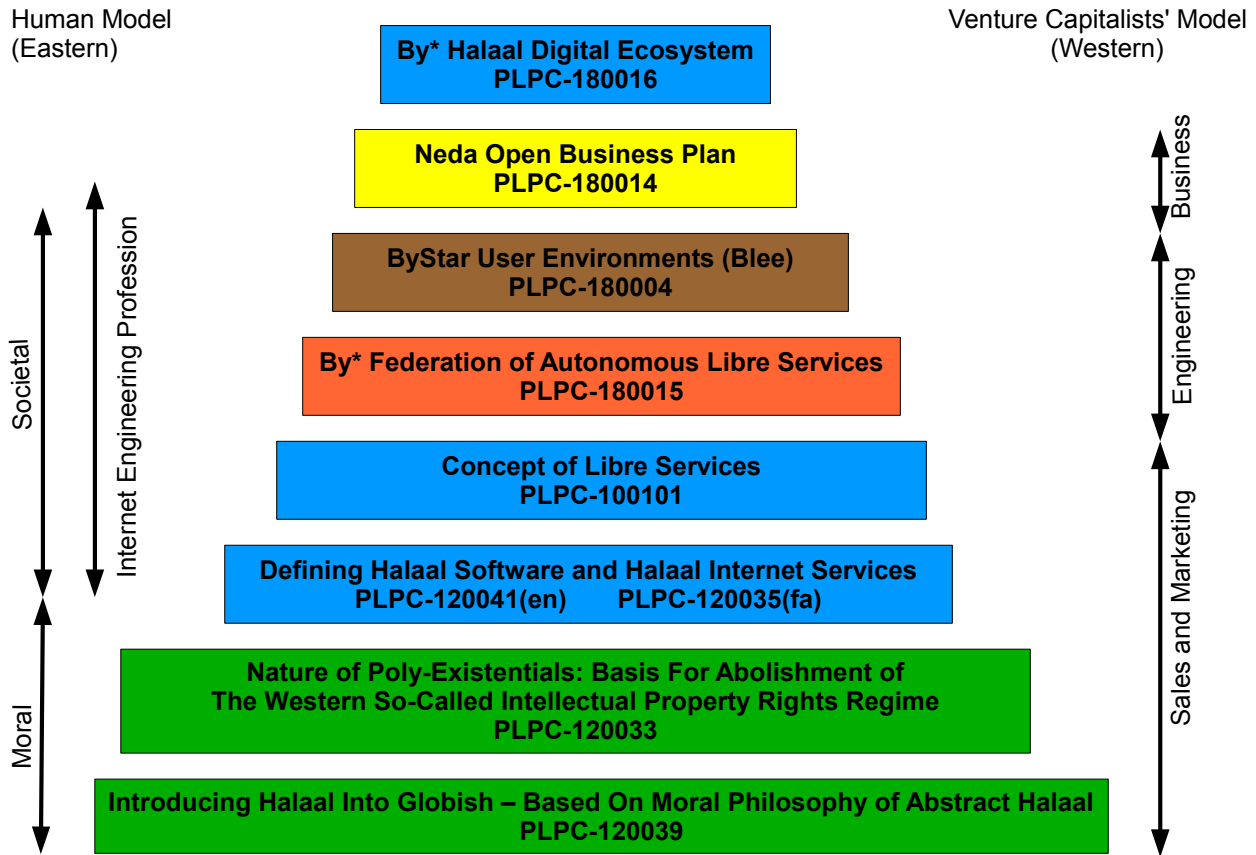 Human Model
(Eastern)
Venture Capitalists' Model
(Western)
By* Halaal Digital Ecosystem
PLPC-180016
Neda Open Business Plan
PLPC-180014
ByStar User Environments (Blee)
PLPC-180004
By* Federation of Autonomous Libre Services
PLPC-180015
Concept of Libre Services
PLPC-100101
Defining Halaal Software and Halaal Internet Services
PLPC-120041(en) PLPC-120035(fa)
Nature of Poly-Existentials: Basis For Abolishment of
The Western So-Called Intellectual Property Rights Regime
PLPC-120033
Introducing Halaal Into Globish – Based On Moral Philosophy of Abstract Halaal
PLPC-120039
Societal
Moral
Internet Engineering Profession
Business
Engineering
Sales and Marketing